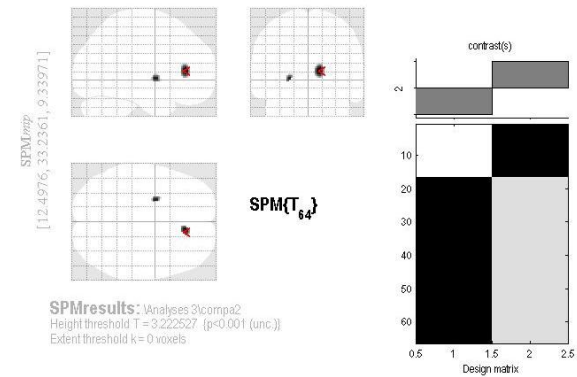 contrast(s)
2
SPMmip
[12.4976, 33.2361, 9.33971]
SPM{T64}
10
20
30
40
50
60
0.5 1 1.5 2 2.5
Design matrix
SPMresults: .\Analyses 3\compa2
Height threshold T = 3.222527 (p<0.001 (unc.))
Extent threshold k = 0 voxels